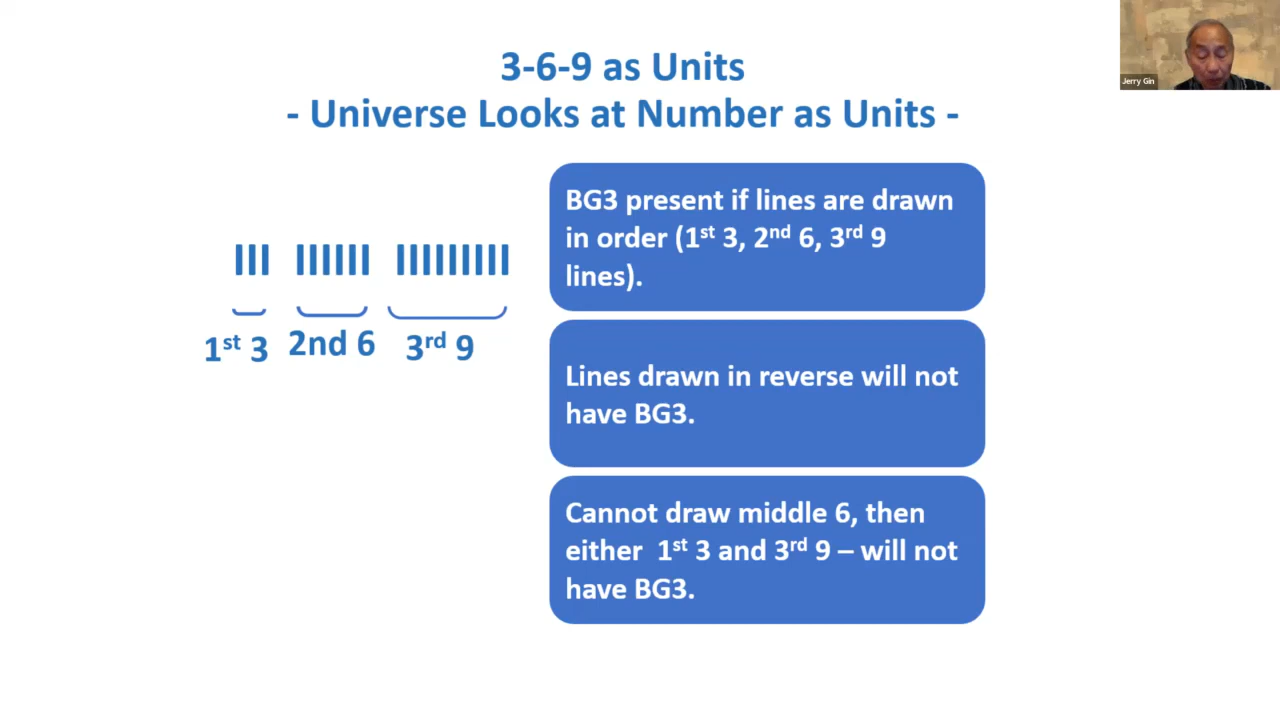 3-6-9 as Units
- Universe Looks at Number as Units -
Jerry Gin
1st 3
2nd 6
3rd 9
BG3 present if lines are drawn
in order (1st 3, 2nd 6, 3rd 9
lines).
Lines drawn in reverse will not
have BG3.
Cannot draw middle 6, then
either 1st 3 and 3rd 9 – will not
have BG3.